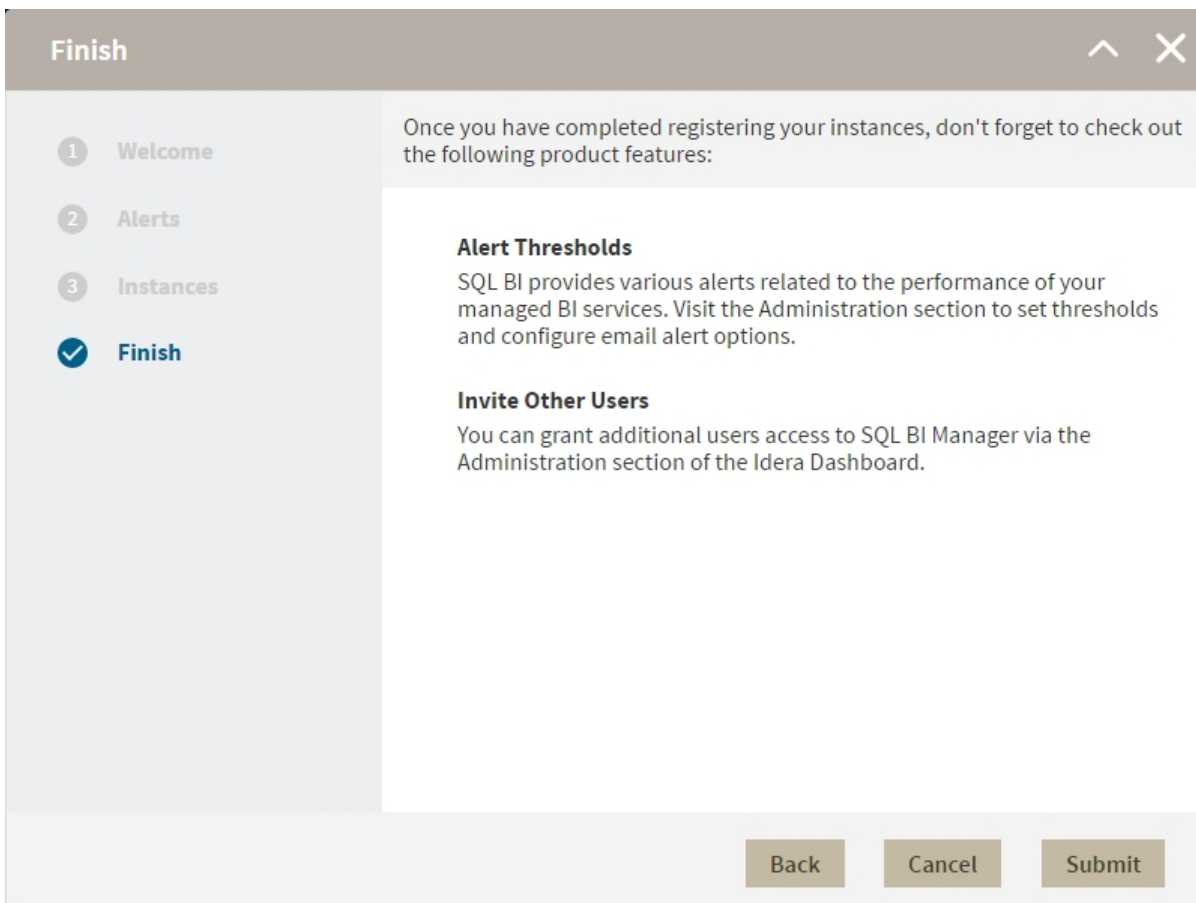 Finish
1 Welcome
2 Alerts
3 Instances
Finish
Once you have completed registering your instances, don't forget to check out
the following product features:
Alert Thresholds
SQL BI provides various alerts related to the performance of your
managed BI services. Visit the Administration section to set thresholds
and configure email alert options.
Invite Other Users
You can grant additional users access to SQL BI Manager via the
Administration section of the Idera Dashboard.
Back Cancel Submit